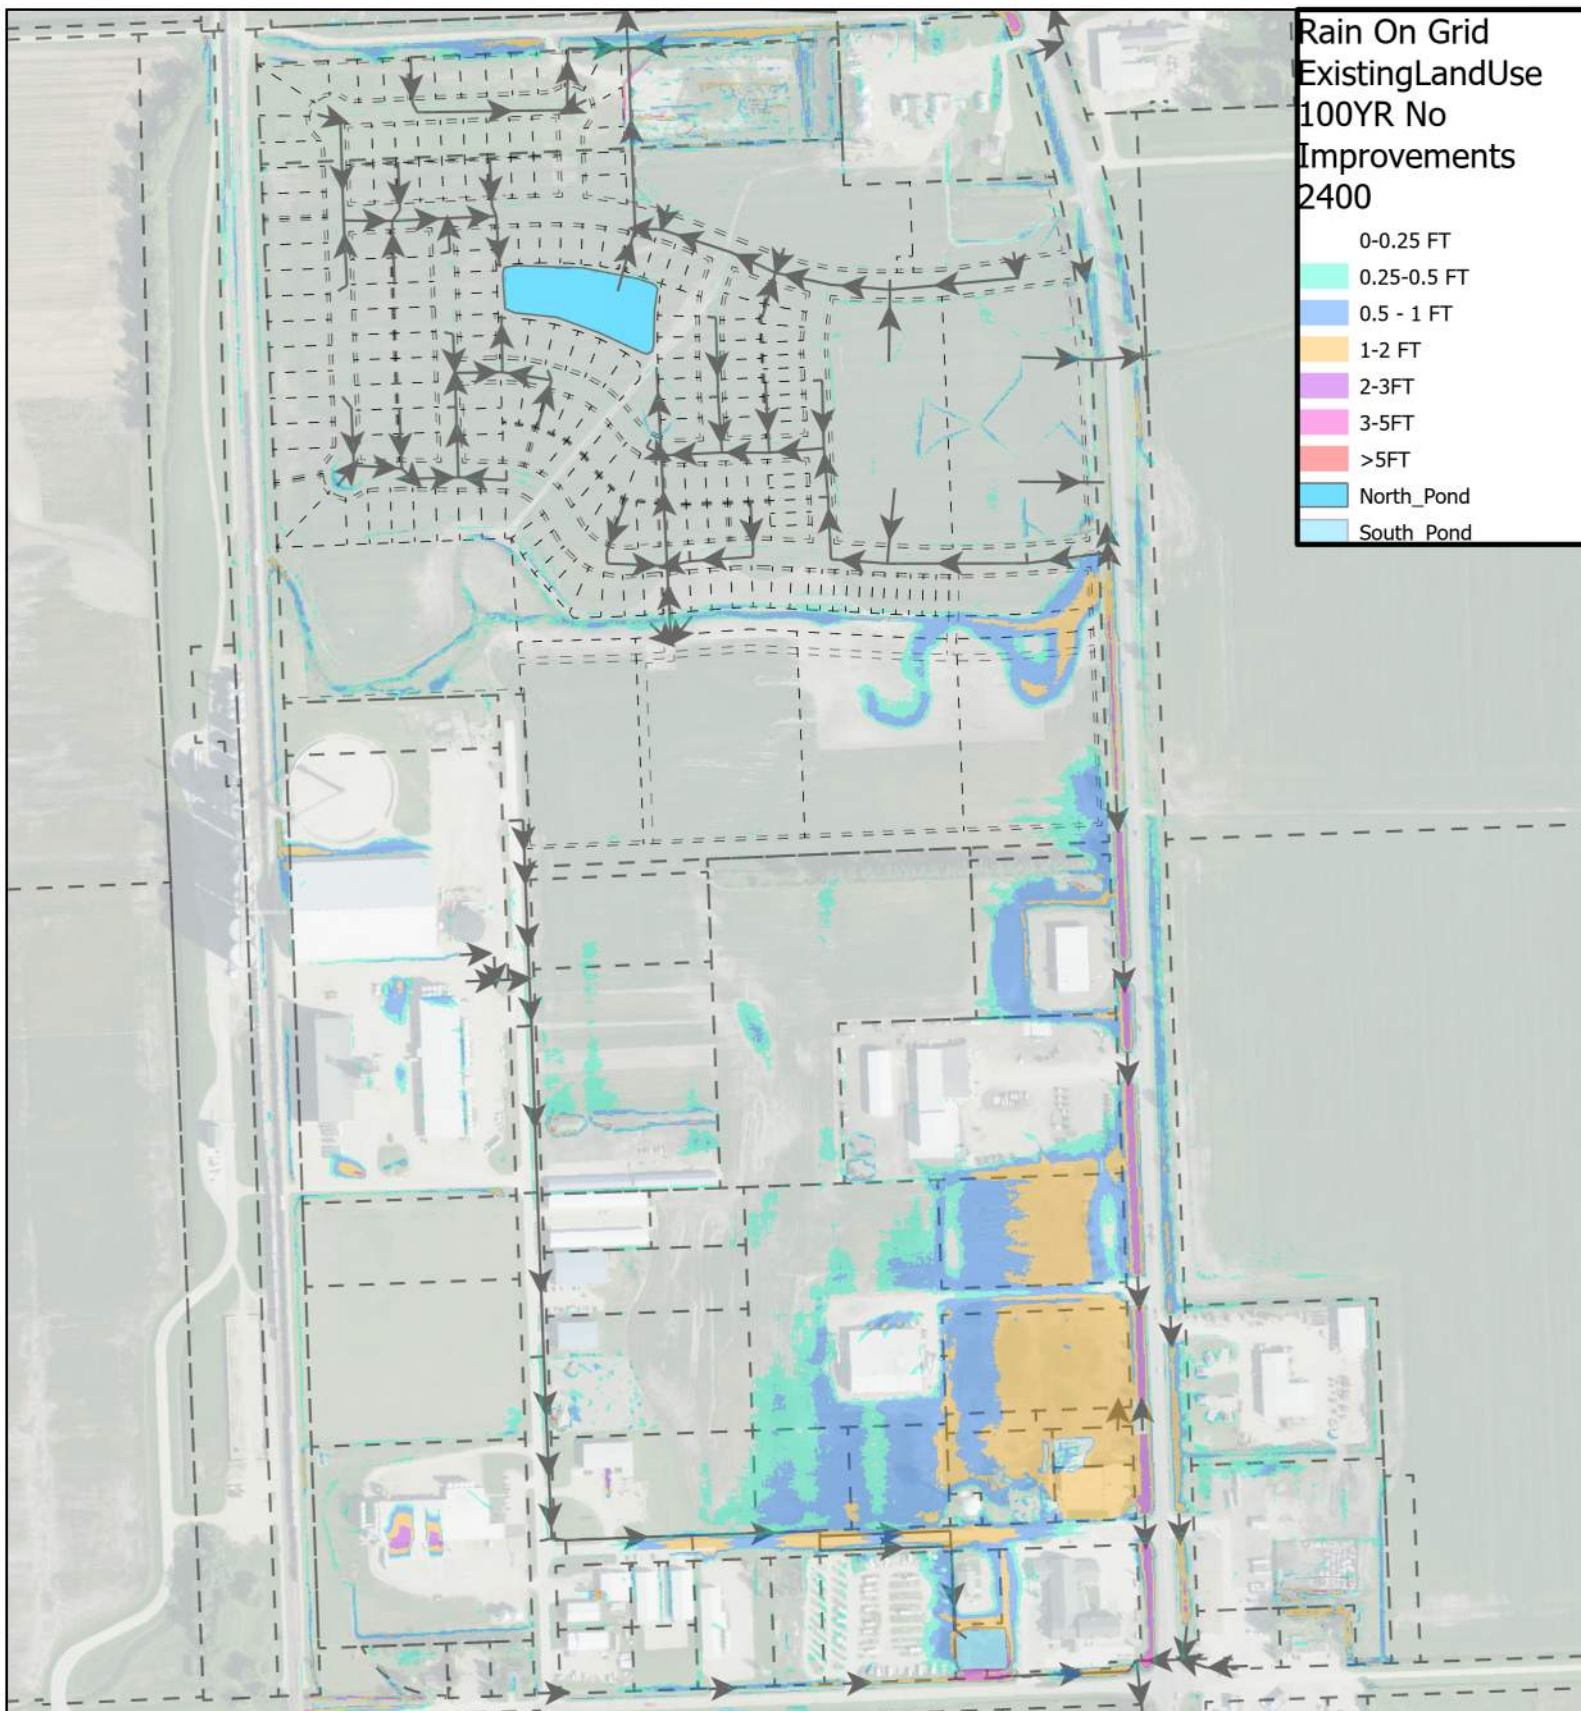 Rain On Grid
ExistingLandUse
100YR No
Improvements
2400
0-0.25 FT
0.25-0.5 FT
0.5 - 1 FT
1-2 FT
2-3FT
3-5FT
>5FT
North_Pond
South_Pond